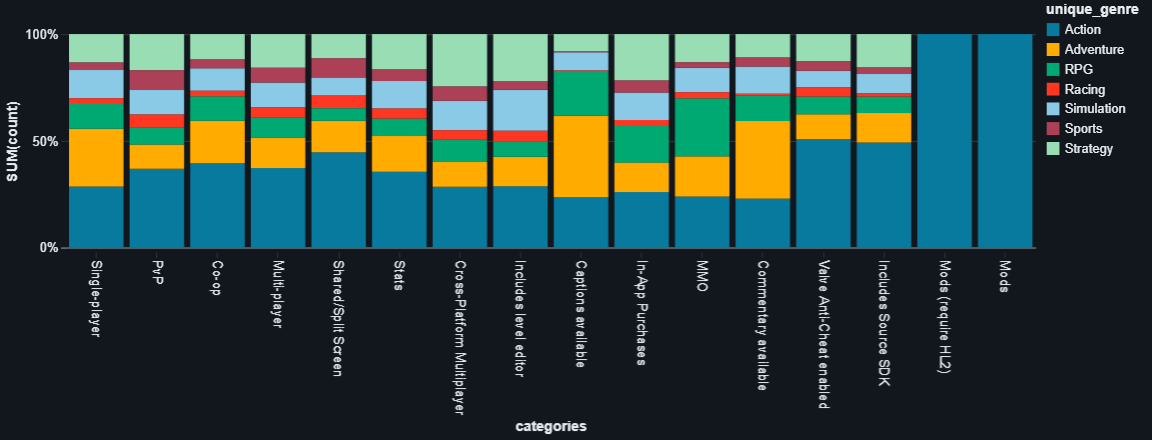 unique_genre
Action
Adventure
RPG
Racing
Simulation
Sports
Strategy
100%
50%
0%
SUM(count)
Single-player
PvP
Co-op
Multi-player
Shared/Split Screen
Stats
Cross-Platform Multiplayer
Includes level editor
Captions available
In-App Purchases
MMO
Commentary available
Valve Anti-Cheat enabled
Includes Source SDK
Mods (require HL2)
Mods
categories